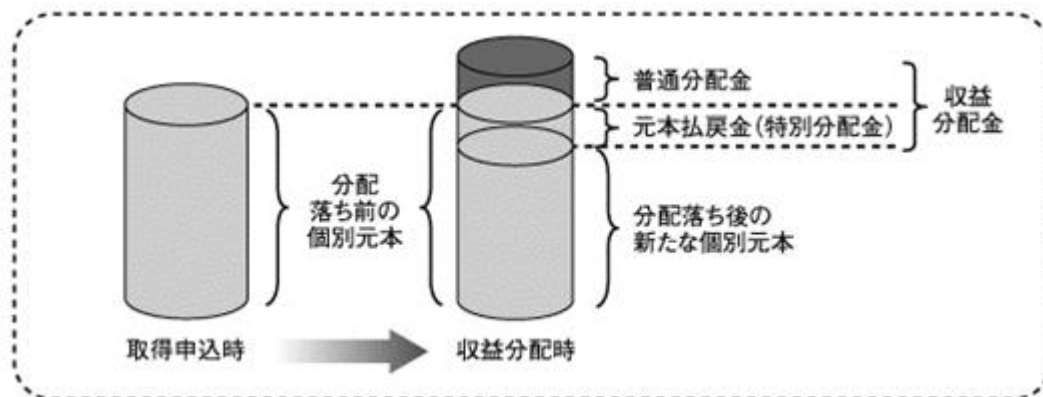 普通分配金
元本払戻金(特別分配金)
収益
分配金
分配
落ち前の
個別元本
分配落ち後の
新たな個別元本
取得申込時
収益分配時